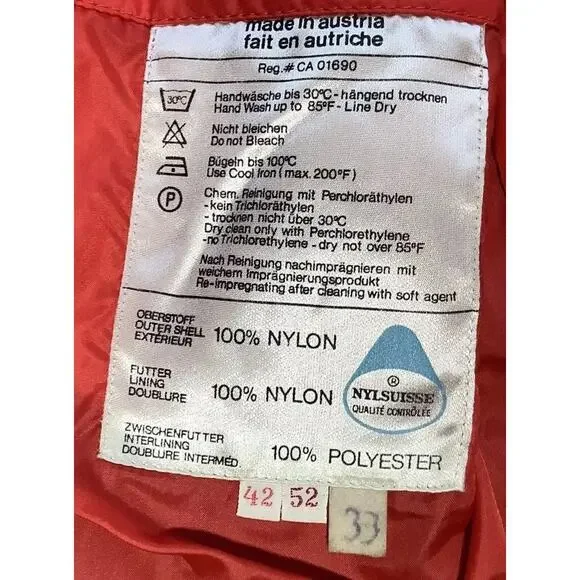 made in austria
fait en autriche
Reg.# CA 01690
30°C
Handwäsche bis 30°C - hängend trocknen
Hand Wash up to 85°F - Line Dry
Nicht bleichen
Do not Bleach
Bügeln bis 100°C
Use Cool Iron (max. 200°F)
P
Chem. Reinigung mit Perchloräthylen
-kein Trichloräthylen
- trocknen nicht über 30°C
Dry clean only with Perchlorethylene
-no Trichlorethylene - dry not over 85°F
Nach Reinigung nachimprägnieren mit
weichem Imprägnierungsprodukt
Re-impregnating after cleaning with soft agent
OBERSTOFF
OUTER SHELL
EXTÉRIEUR
100% NYLON
FUTTER
LINING
DOUBLURE
100% NYLON
®
NYLSUISSE
QUALITÉ CONTRÔLÉE
ZWISCHENFUTTER
INTERLINING
DOUBLURE INTERMÉD.
100% POLYESTER
42
52
33